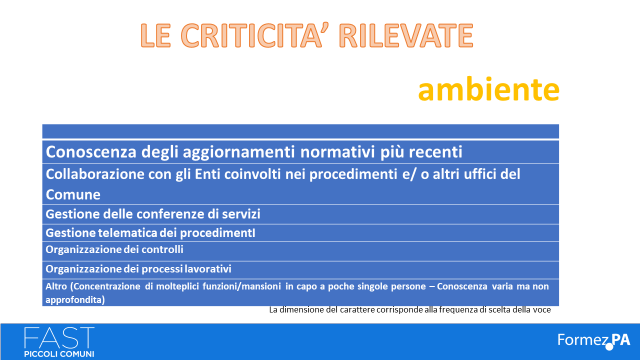 LE CRITICITA’ RILEVATE
ambiente
Conoscenza degli aggiornamenti normativi più recenti
Collaborazione con gli Enti coinvolti nei procedimenti e/ o altri uffici del
Comune
Gestione delle conferenze di servizi
Gestione telematica dei procedimentI
Organizzazione dei controlli
Organizzazione dei processi lavorativi
Altro (Concentrazione di molteplici funzioni/mansioni in capo a poche singole persone – Conoscenza varia ma non
approfondita)
La dimensione del carattere corrisponde alla frequenza di scelta della voce
FAST
PICCOLI COMUNI
Formez PA